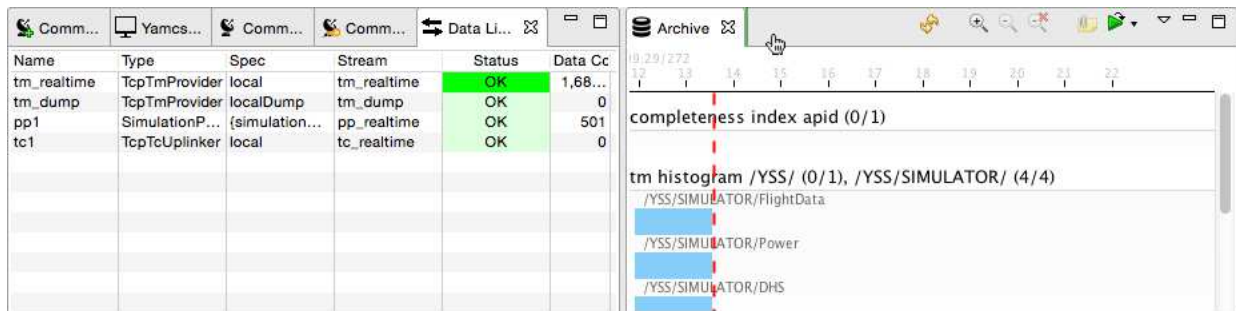 Comm... Yamcs... Comm... Comm... Data Li... Archive
Name Type Spec Stream Status Data Cc
tm_realtime TcpTmProvider local tm_realtime OK 1,68...
tm_dump TcpTmProvider localDump tm_dump OK 0
pp1 SimulationP... {simulation... pp_realtime OK 501
tc1 TcpTcUplinker local tc_realtime OK 0
9:29/272
12 13 14 15 16 17 18 19 20 21 22
completeness index apid (0/1)
tm histogram /YSS/ (0/1), /YSS/SIMULATOR/ (4/4)
/YSS/SIMULATOR/FlightData
/YSS/SIMULATOR/Power
/YSS/SIMULATOR/DHS